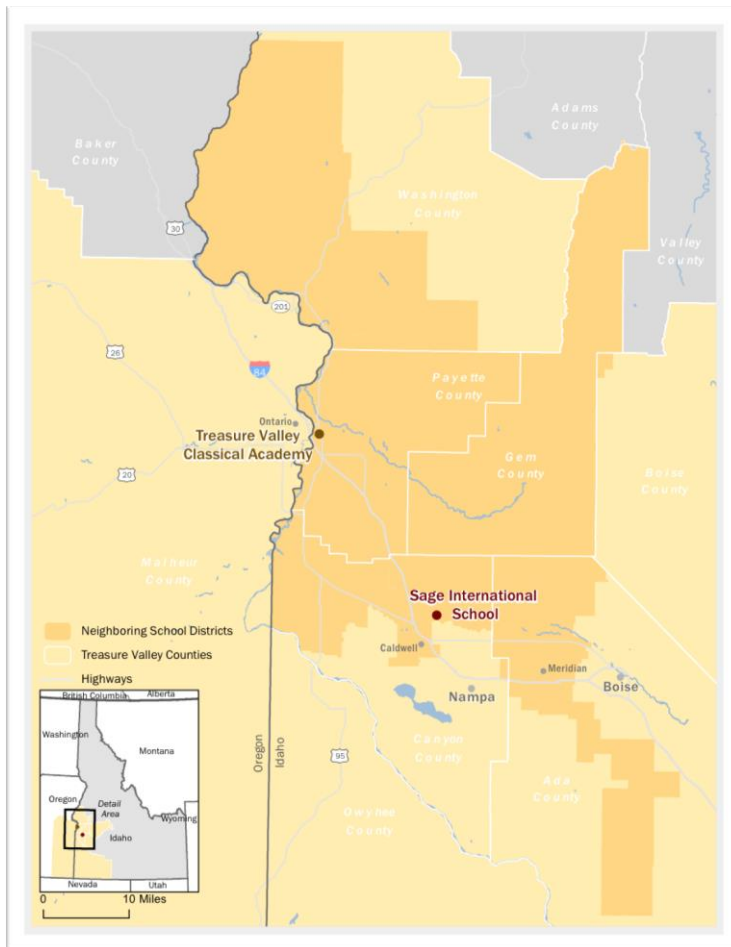 Adams
County
Baker
County
Washington
County
30
Valley
County
201
26
84
Payette
County
Ontario
Treasure Valley
Classical Academy
Gem
County
20
Boise
County
Malheur
County
Sage International
School
Neighboring School Districts
Treasure Valley Counties
Highways
Caldwell
Meridian
Nampa
Boise
Canyon
County
Oregon
Idaho
95
Ada
County
Owyhee
County
British Columbia
Alberta
Washington
Montana
Oregon
Detail
Area
Idaho
Wyoming
Nevada
Utah
0 10 Miles